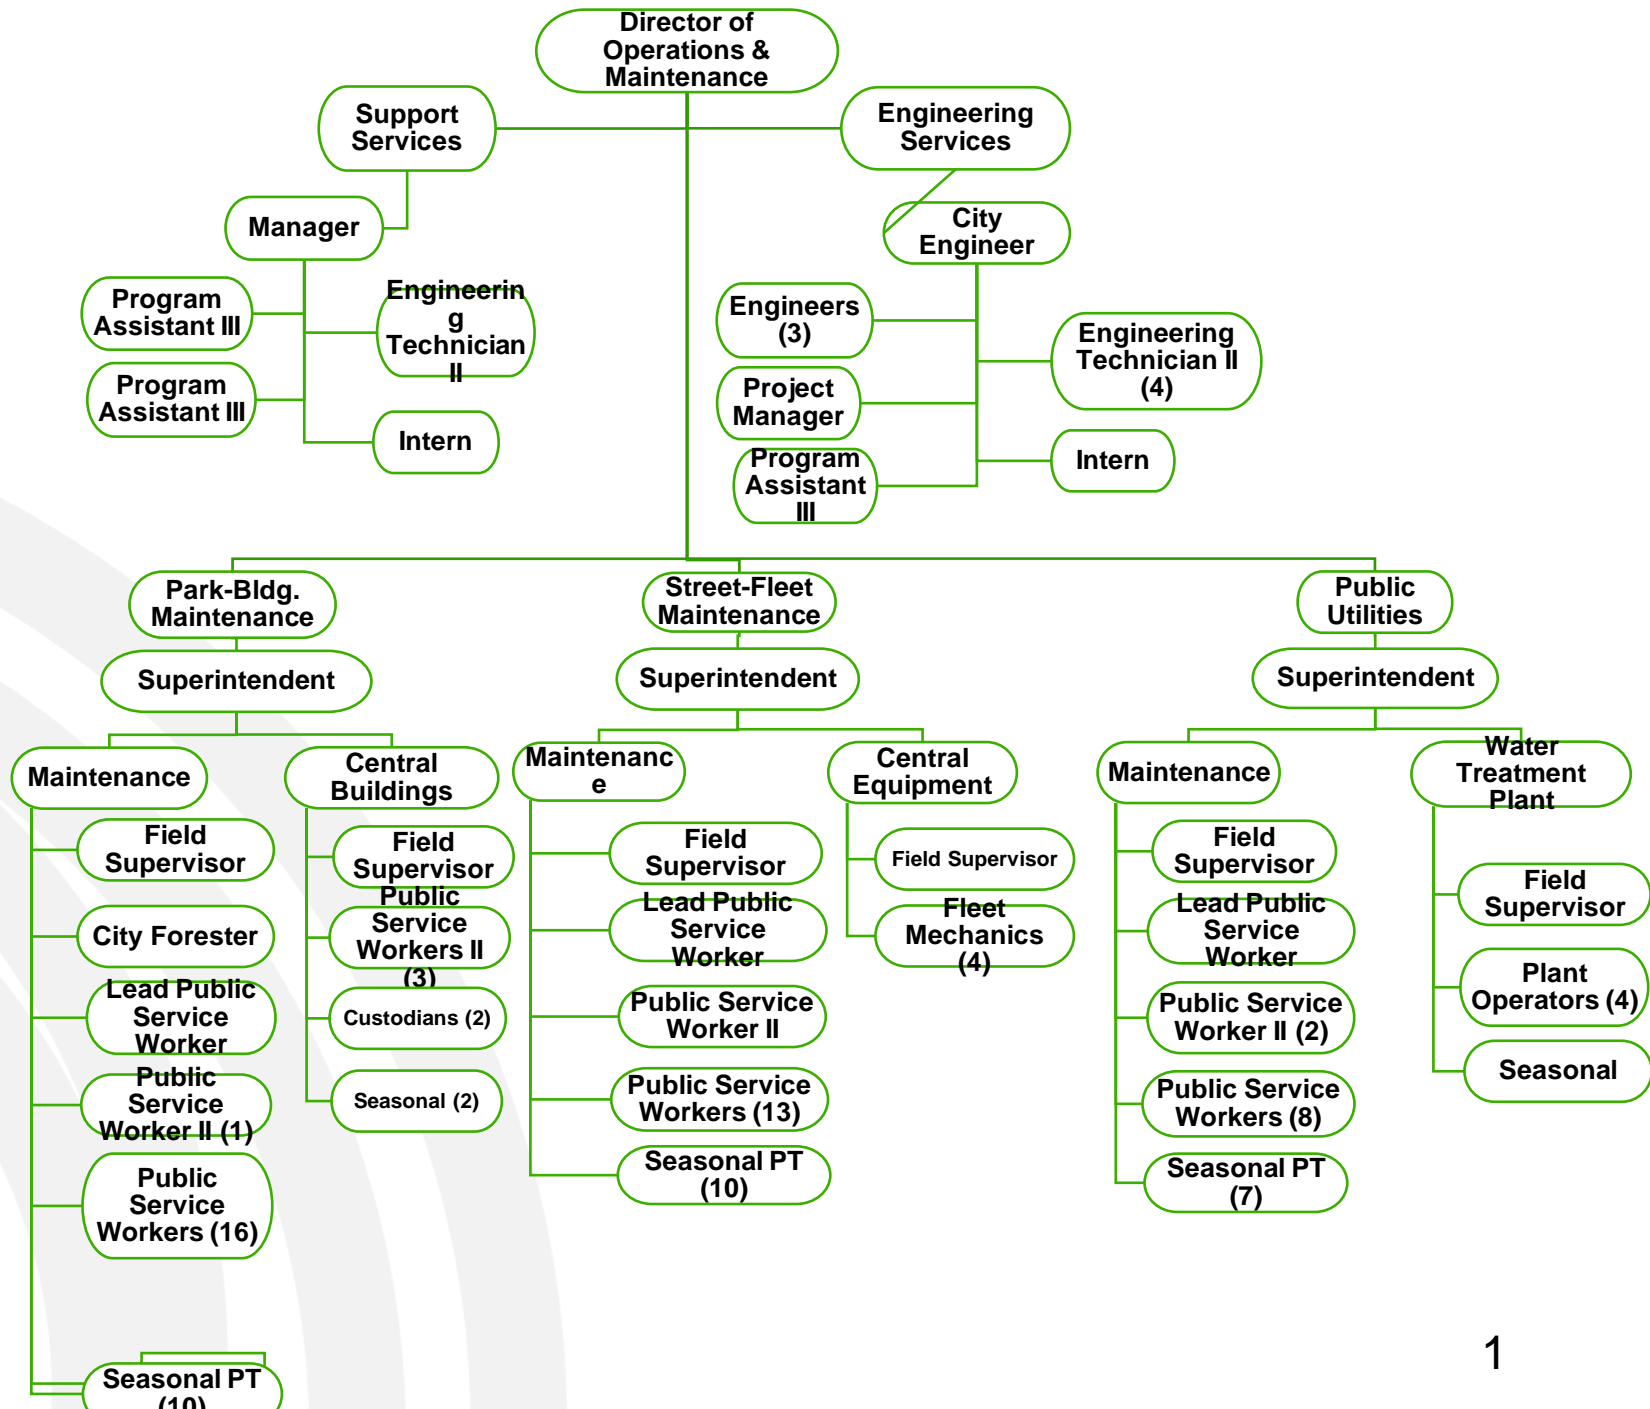 Director of
Operations &
Maintenance
Support
Services
Engineering
Services
Manager
City
Engineer
Program
Assistant III
Engineerin
g
Technician
II
Engineers
(3)
Engineering
Technician II
(4)
Program
Assistant III
Project
Manager
Intern
Program
Assistant
III
Intern
Park-Bldg.
Maintenance
Street-Fleet
Maintenance
Public
Utilities
Superintendent
Superintendent
Superintendent
Maintenance
Central
Buildings
Maintenanc
e
Central
Equipment
Maintenance
Water
Treatment
Plant
Field
Supervisor
City Forester
Lead Public
Service
Worker
Public
Service
Worker II (1)
Public
Service
Workers (16)
Seasonal PT
(10)
Field
Supervisor
Public
Service
Workers II
(3)
Custodians (2)
Seasonal (2)
Field
Supervisor
Lead Public
Service
Worker
Public Service
Worker II
Public Service
Workers (13)
Seasonal PT
(10)
Field Supervisor
Fleet
Mechanics
(4)
Field
Supervisor
Lead Public
Service
Worker
Public Service
Worker II (2)
Public Service
Workers (8)
Seasonal PT
(7)
Field
Supervisor
Plant
Operators (4)
Seasonal
1